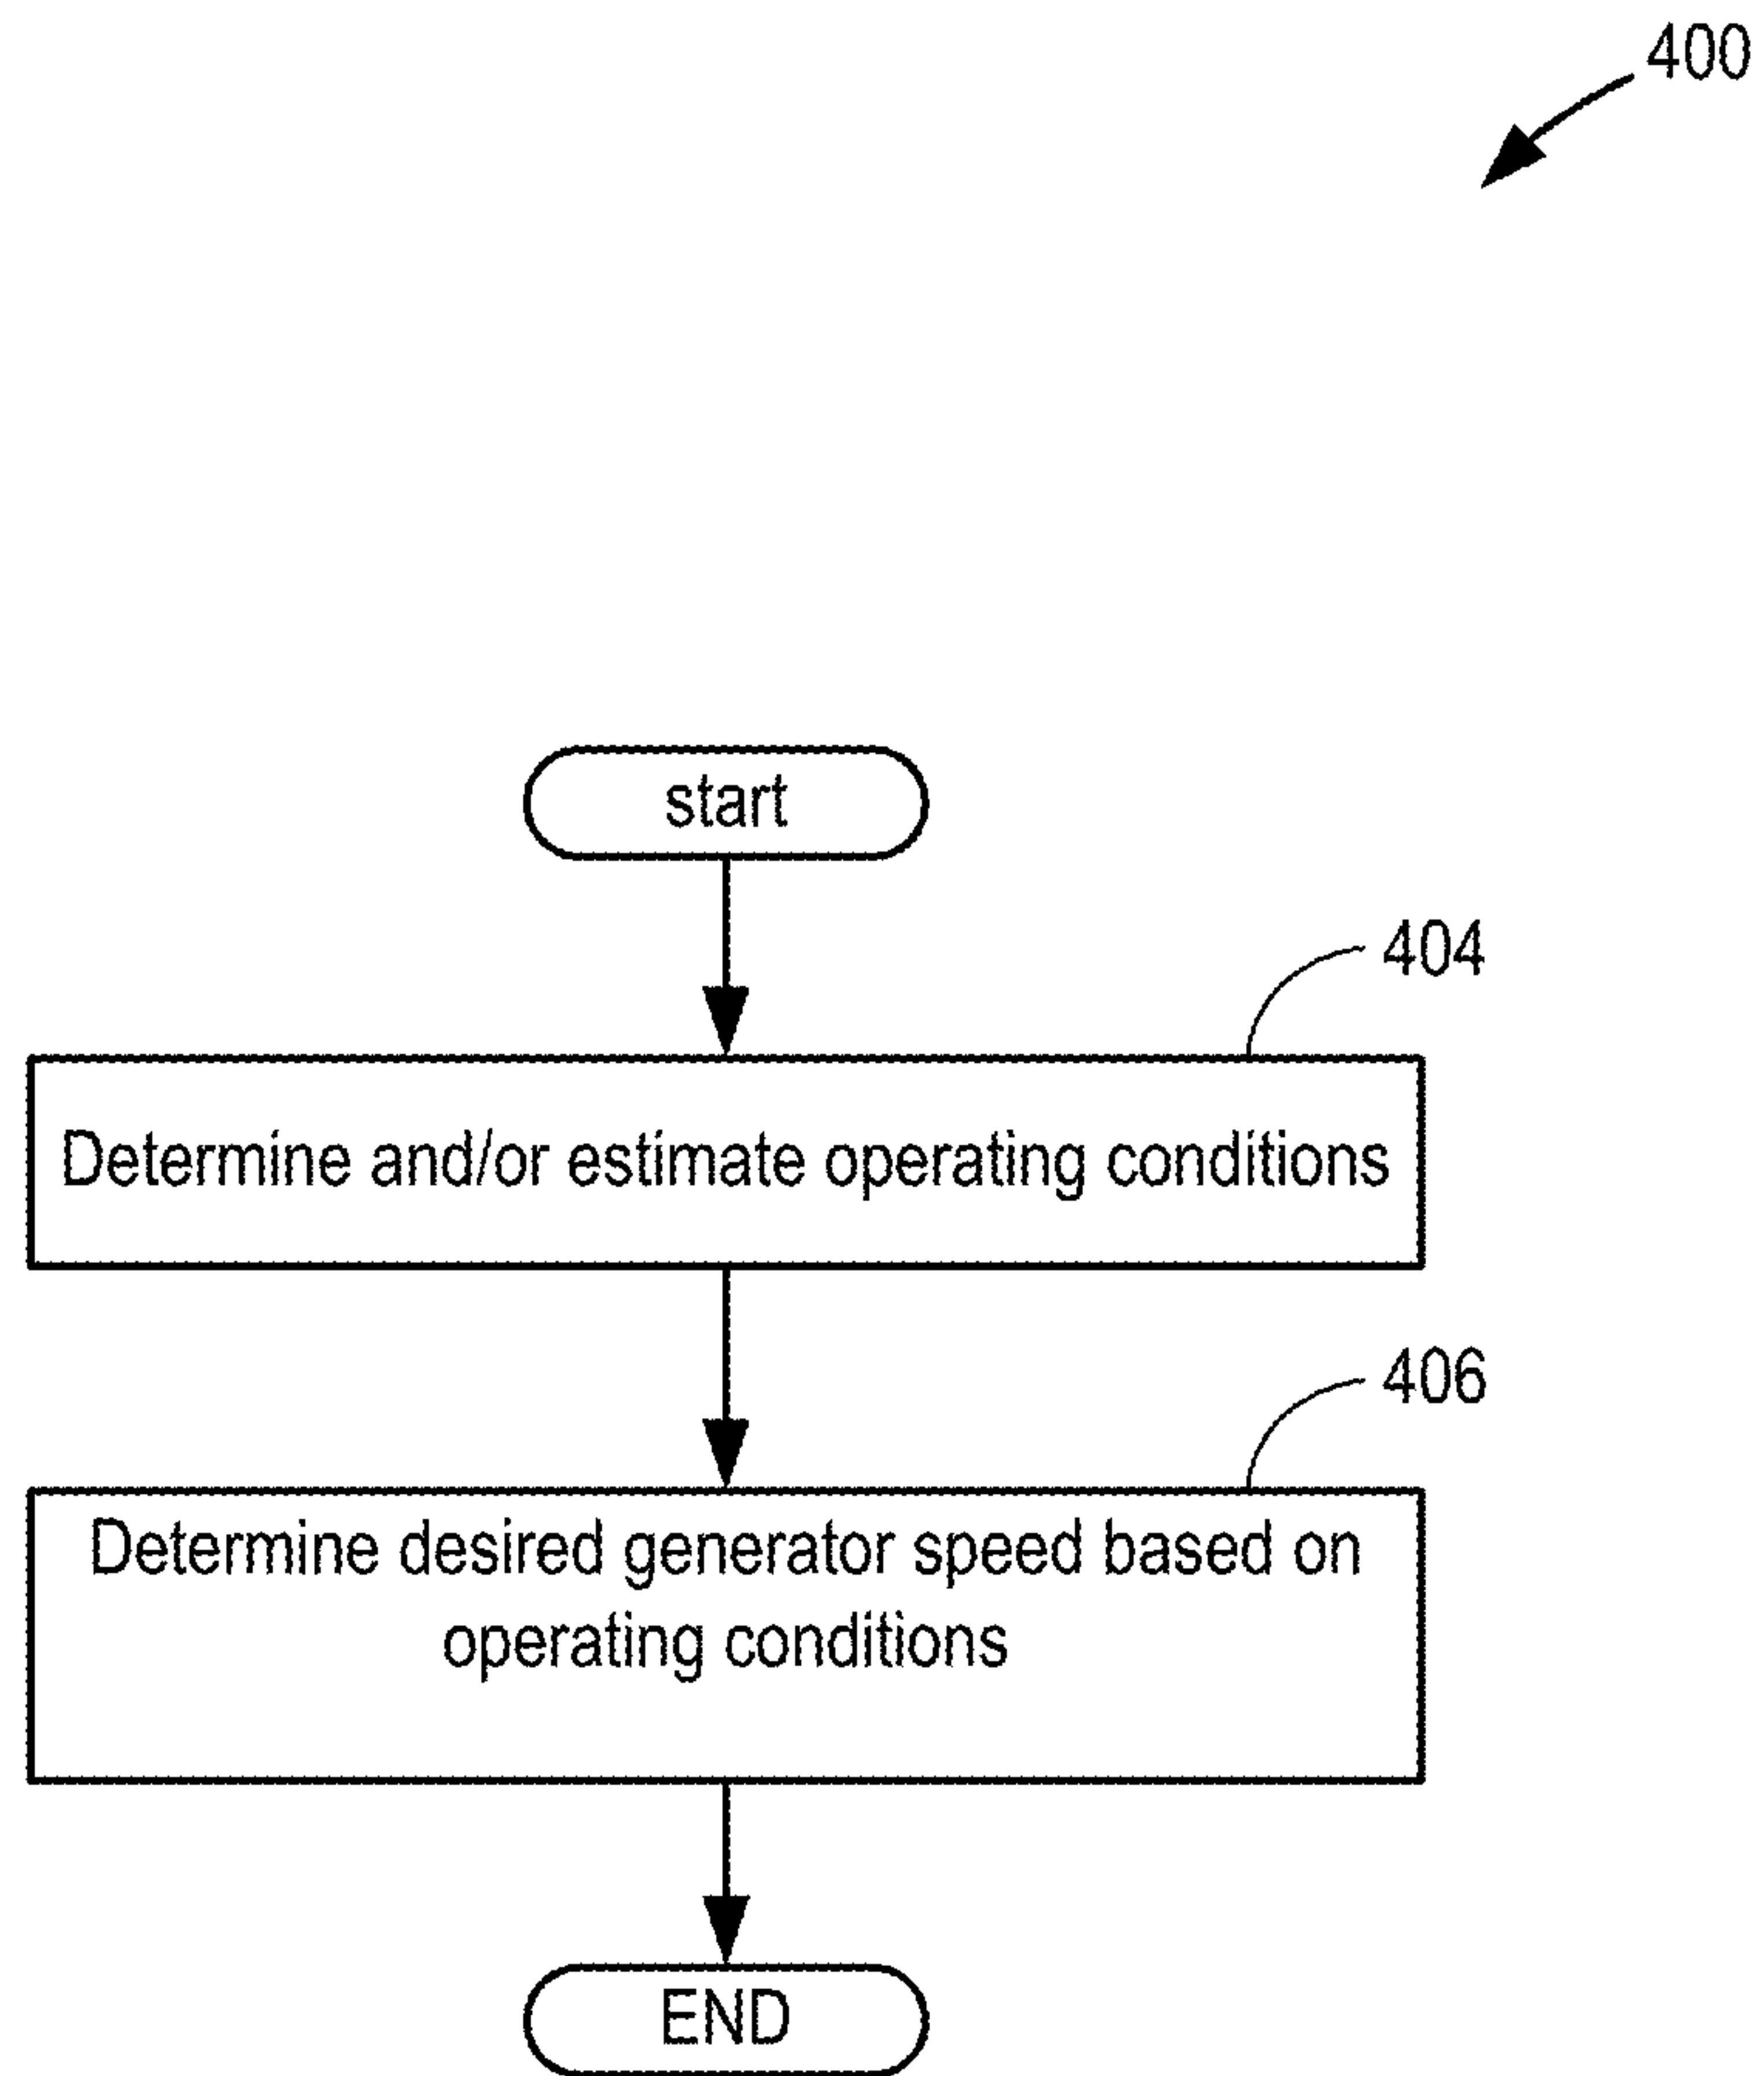 400
start
404
Determine and/or estimate operating conditions
406
Determine desired generator speed based on
operating conditions
END